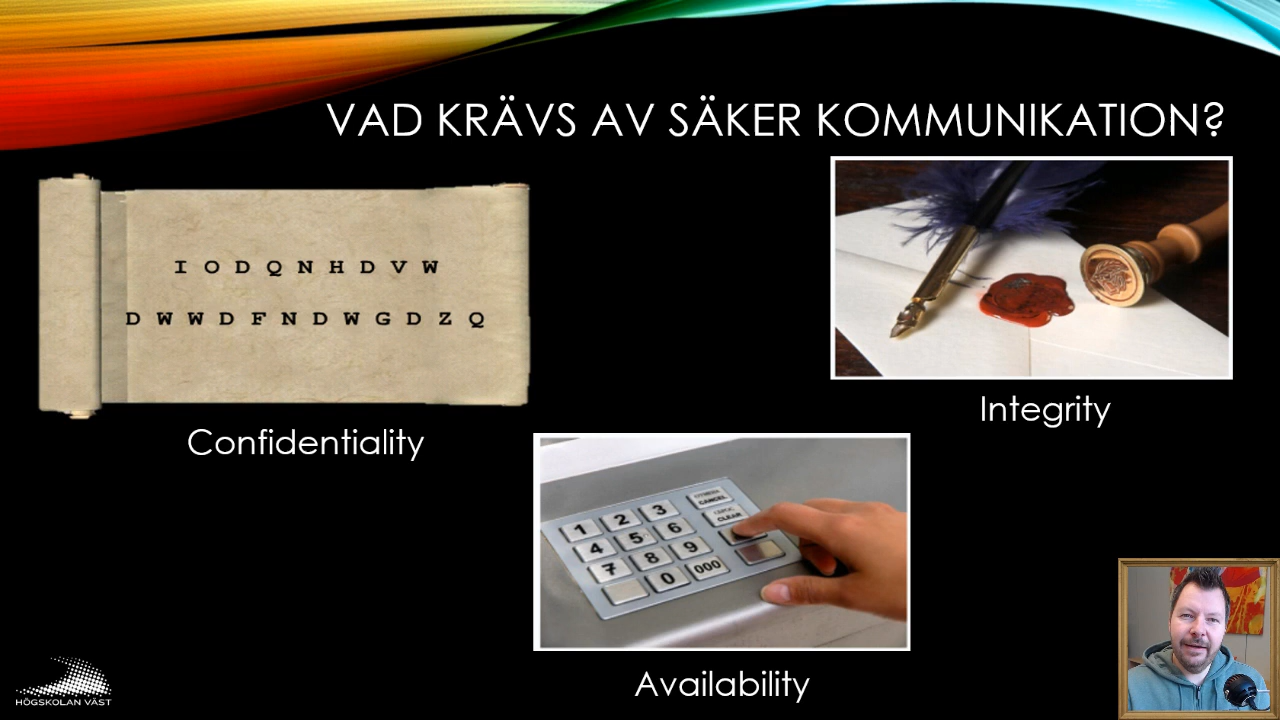 VAD KRÄVS AV SÄKER KOMMUNIKATION?
I O D Q N H D V W
D W W D F N D W G D Z Q
Confidentiality
Integrity
1 2 3 CANCEL
4 5 6 CLEAR
7 8 9
0 000
Availability
HÖGSKOLAN VÄST